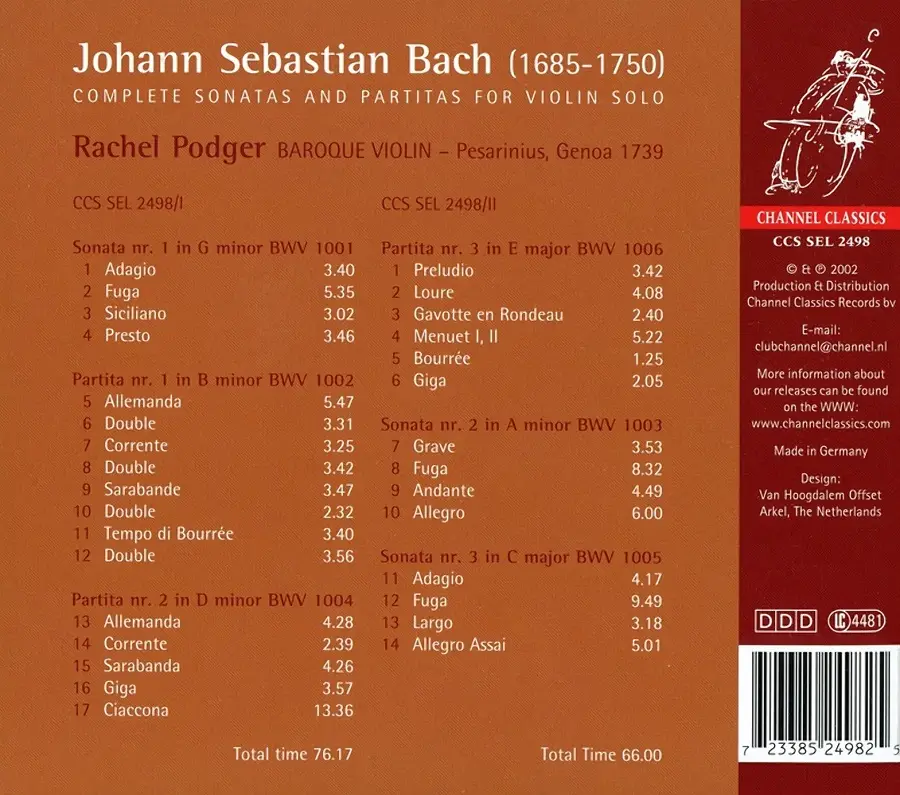 Johann Sebastian Bach (1685-1750)
COMPLETE SONATAS AND PARTITAS FOR VIOLIN SOLO
Rachel Podger BAROQUE VIOLIN – Pesarinius, Genoa 1739
CCS SEL 2498/I
Sonata nr. 1 in G minor BWV 1001
1 Adagio 3.40
2 Fuga 5.35
3 Siciliano 3.02
4 Presto 3.46
Partita nr. 1 in B minor BWV 1002
5 Allemanda 5.47
6 Double 3.31
7 Corrente 3.25
8 Double 3.42
9 Sarabande 3.47
10 Double 2.32
11 Tempo di Bourrée 3.40
12 Double 3.56
Partita nr. 2 in D minor BWV 1004
13 Allemanda 4.28
14 Corrente 2.39
15 Sarabanda 4.26
16 Giga 3.57
17 Ciaccona 13.36
Total time 76.17
CCS SEL 2498/II
Partita nr. 3 in E major BWV 1006
1 Preludio 3.42
2 Loure 4.08
3 Gavotte en Rondeau 2.40
4 Menuet I, II 5.22
5 Bourrée 1.25
6 Giga 2.05
Sonata nr. 2 in A minor BWV 1003
7 Grave 3.53
8 Fuga 8.32
9 Andante 4.49
10 Allegro 6.00
Sonata nr. 3 in C major BWV 1005
11 Adagio 4.17
12 Fuga 9.49
13 Largo 3.18
14 Allegro Assai 5.01
Total Time 66.00
CHANNEL CLASSICS
CCS SEL 2498
© & ℗ 2002
Production & Distribution
Channel Classics Records bv
E-mail:
clubchannel@channel.nl
More information about
our releases can be found
on the WWW:
www.channelclassics.com
Made in Germany
Design:
Van Hoogdalem Offset
Arkel, The Netherlands
DDD LC 4481
7 23385 24982 5